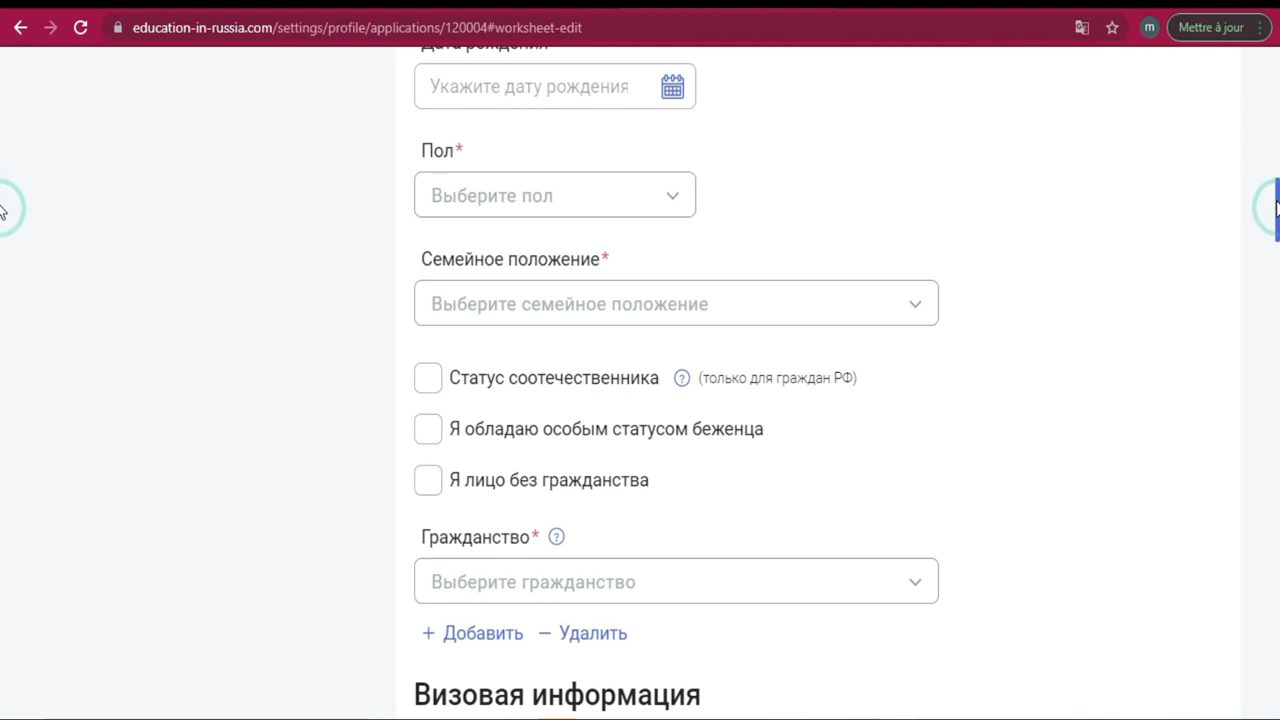 education-in-russia.com/settings/profile/applications/120004#worksheet-edit
m
Mettre à jour
Дата рождения
Укажите дату рождения
Пол*
Выберите пол
Семейное положение*
Выберите семейное положение
Статус соотечественника ? (только для граждан РФ)
Я обладаю особым статусом беженца
Я лицо без гражданства
Гражданство* ?
Выберите гражданство
+ Добавить − Удалить
Визовая информация